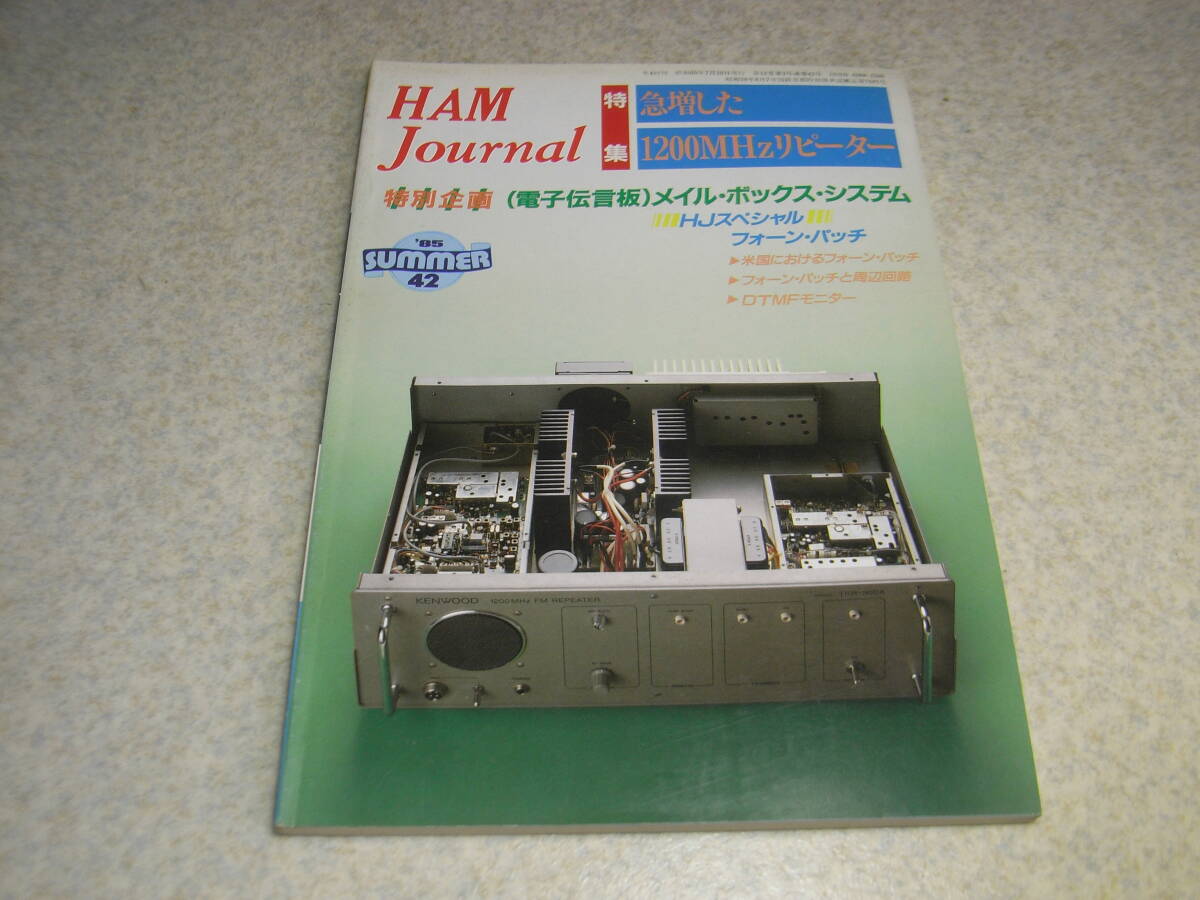 HAM
Journal
特集
急増した
1200MHzリピーター
特別企画 (電子伝言板)メイル・ボックス・システム
HJスペシャル
フォーン・パッチ
▶米国におけるフォーン・パッチ
▶フォーン・パッチと周辺回路
▶DTMFモニター
'85
SUMMER
42
KENWOOD 1200MHz FM REPEATER